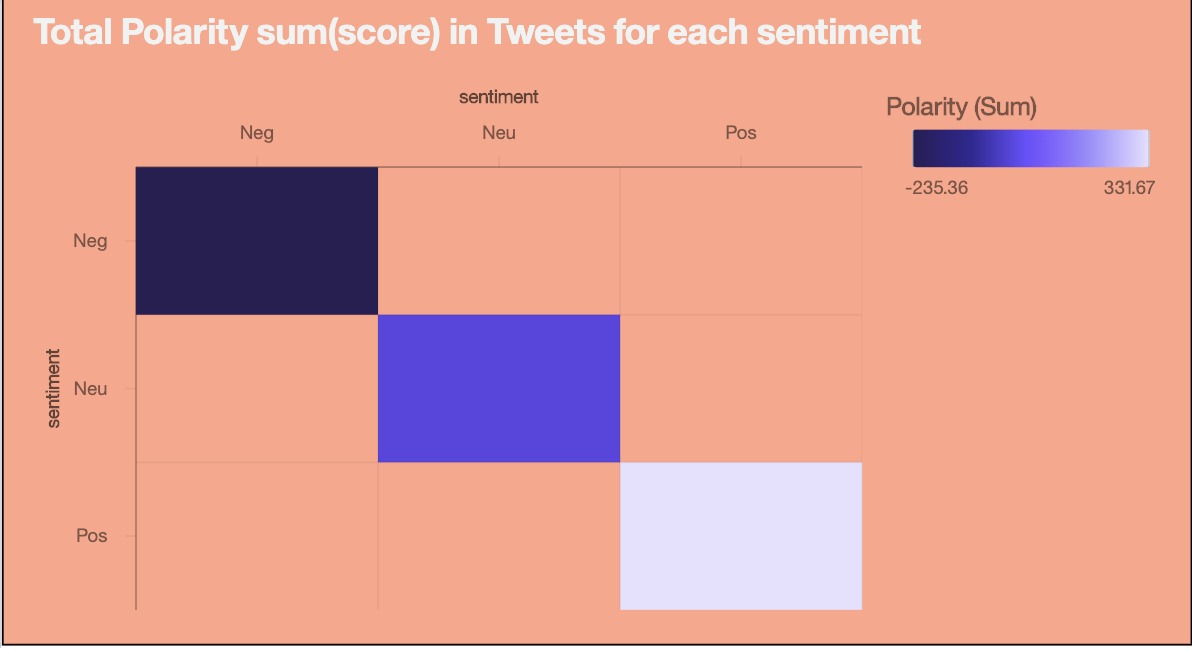 Total Polarity sum(score) in Tweets for each sentiment
sentiment
Neg Neu Pos
Polarity (Sum)
-235.36 331.67
Neg
sentiment
Neu
Pos